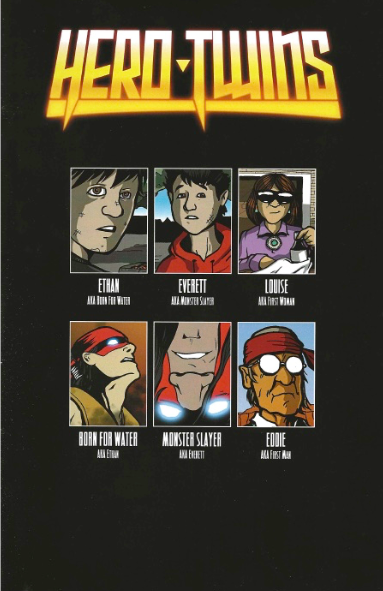 HERO TWINS
ETHAN
AKA BORN FOR WATER
EVERETT
AKA MONSTER SLAYER
LOUISE
AKA FIRST WOMAN
BORN FOR WATER
AKA ETHAN
MONSTER SLAYER
AKA EVERETT
EDDIE
AKA FIRST MAN